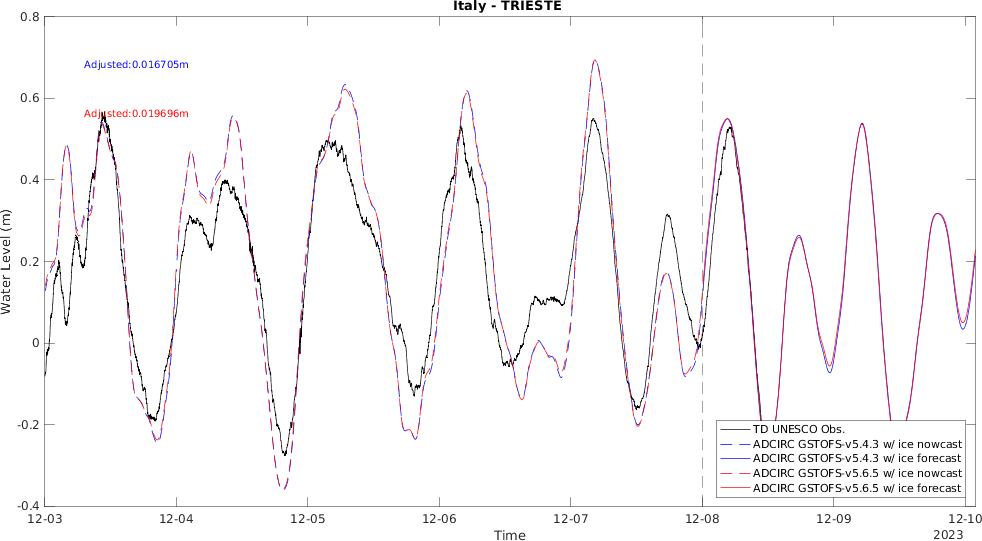 Italy - TRIESTE
0.8
0.6
0.4
0.2
0
-0.2
-0.4
Water Level (m)
Adjusted:0.016705m
Adjusted:0.019696m
TD UNESCO Obs.
ADCIRC GSTOFS-v5.4.3 w/ ice nowcast
ADCIRC GSTOFS-v5.4.3 w/ ice forecast
ADCIRC GSTOFS-v5.6.5 w/ ice nowcast
ADCIRC GSTOFS-v5.6.5 w/ ice forecast
12-03 12-04 12-05 12-06 12-07 12-08 12-09 12-10
Time
2023